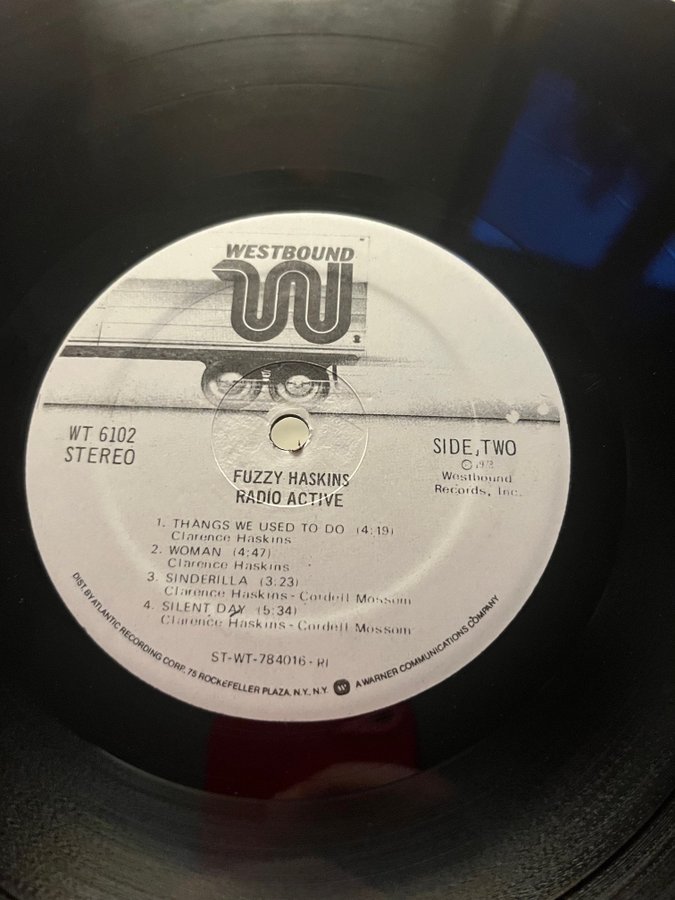 WESTBOUND
WT 6102
STEREO
SIDE TWO
℗ 1978
Westbound
Records, Inc.
FUZZY HASKINS
RADIO ACTIVE
1. THANGS WE USED TO DO (4:19)
Clarence Haskins
2. WOMAN (4:47)
Clarence Haskins
3. SINDERILLA (3:23)
Clarence Haskins - Cordell Mossom
4. SILENT DAY (5:34)
Clarence Haskins - Cordell Mossom
ST-WT-784016 - RI
DIST. BY ATLANTIC RECORDING CORP. 75 ROCKEFELLER PLAZA, N.Y. N.Y. A WARNER COMMUNICATIONS COMPANY